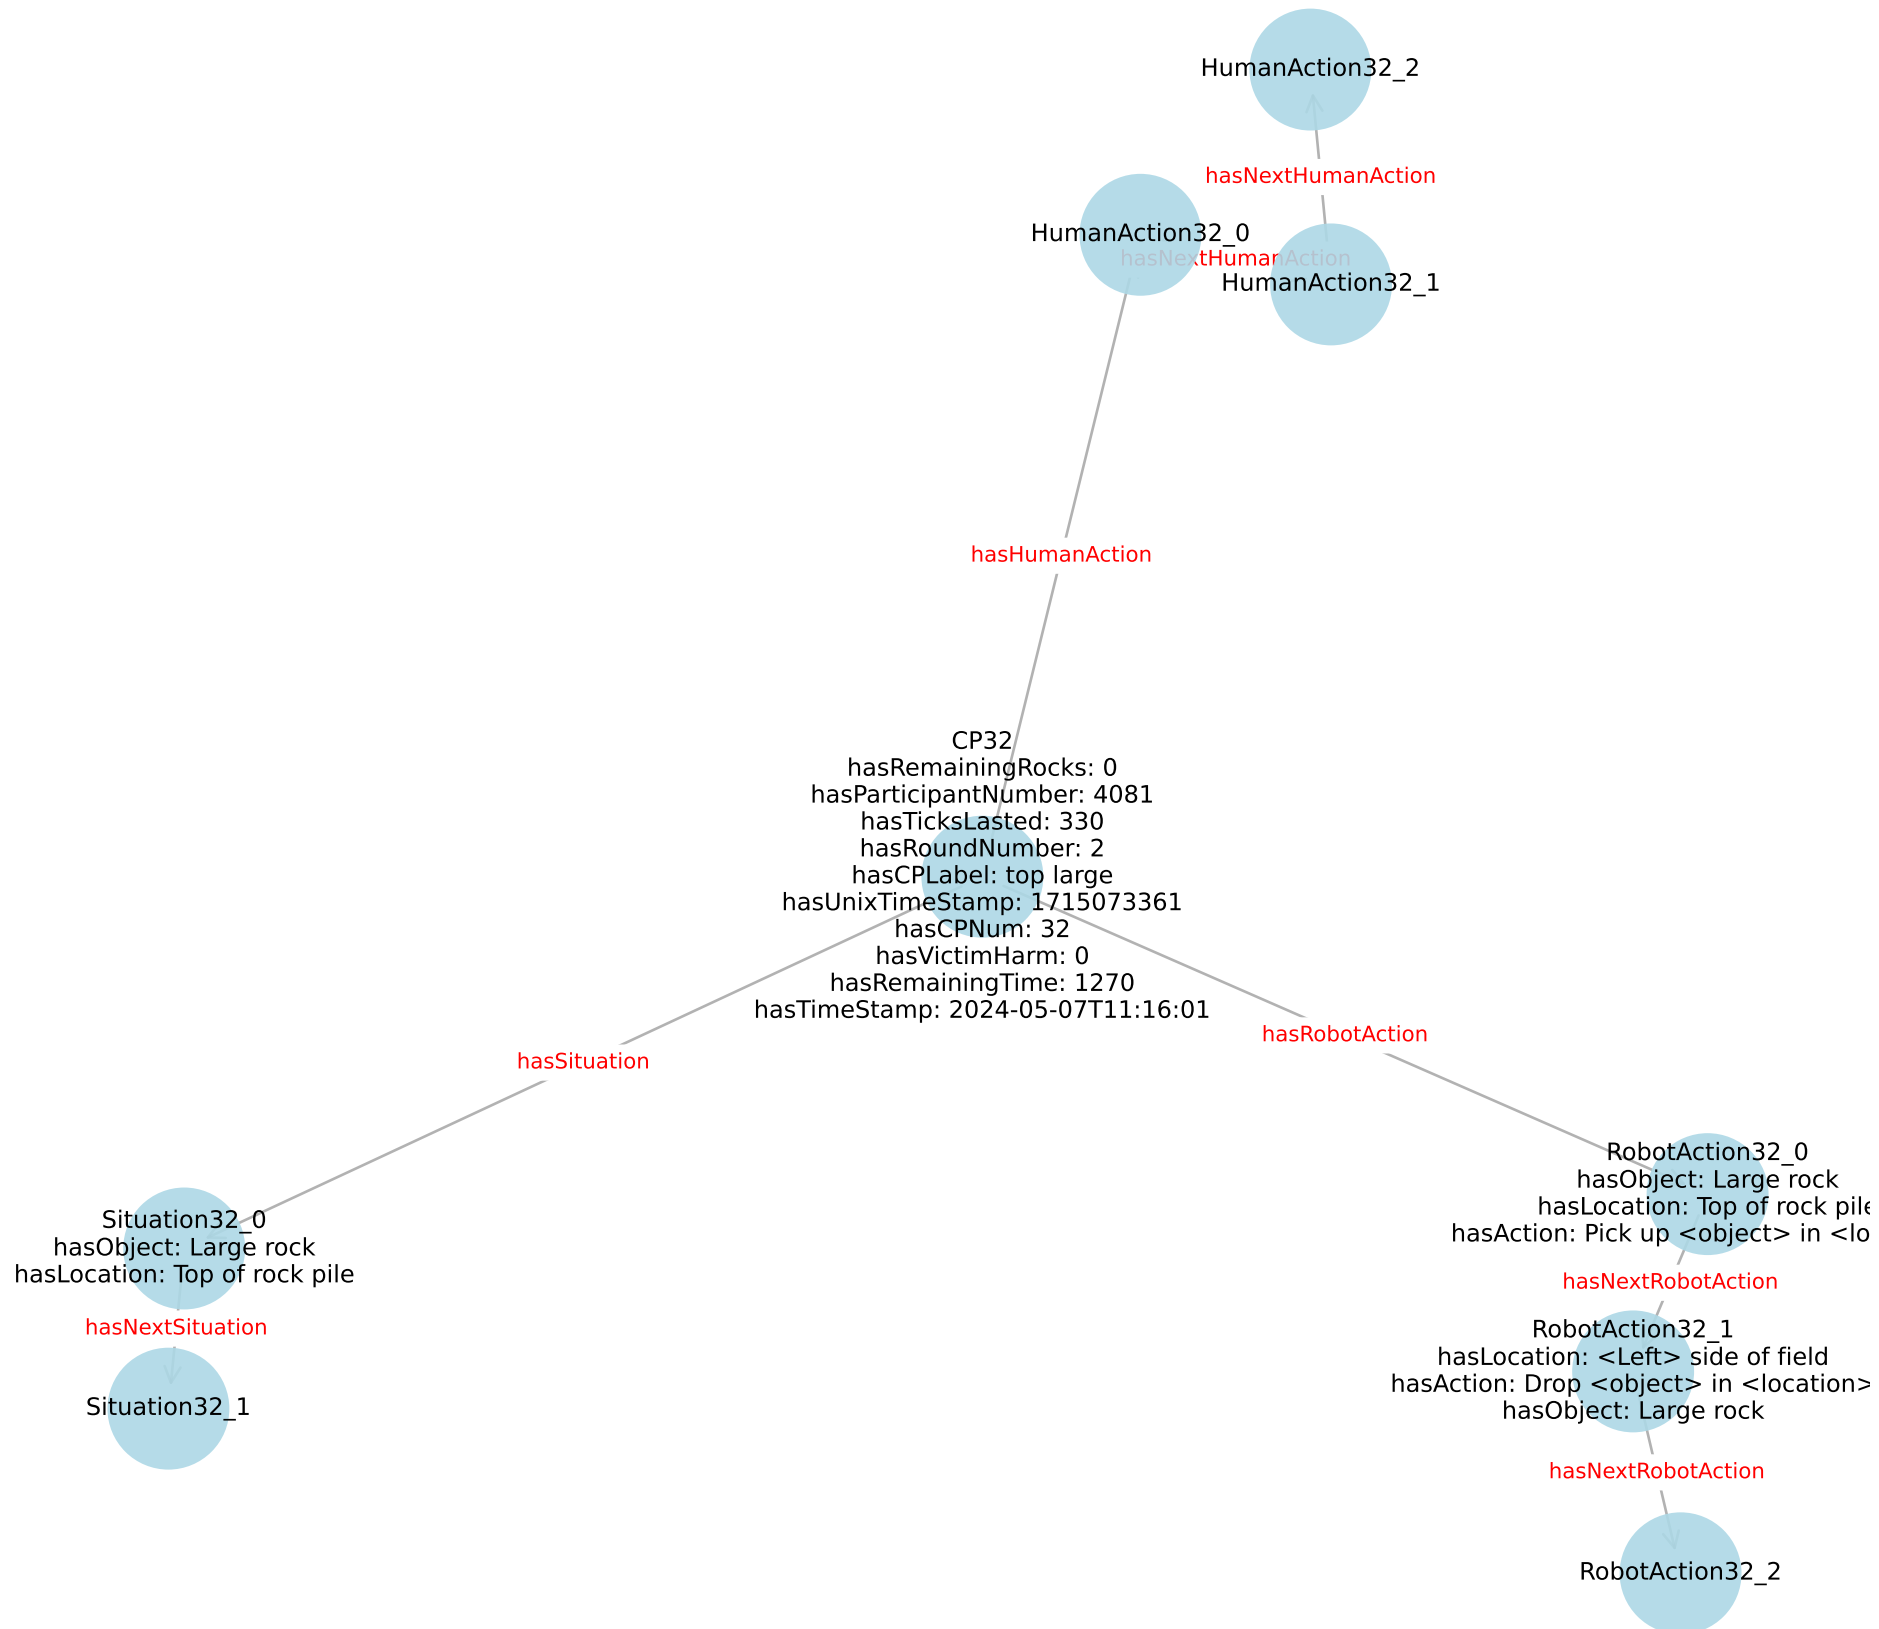 HumanAction32_2
hasNextHumanAction
HumanAction32_0
hasNextHumanAction
HumanAction32_1
hasHumanAction
CP32
hasRemainingRocks: 0
hasParticipantNumber: 4081
hasTicksLasted: 330
hasRoundNumber: 2
hasCPLabel: top large
hasUnixTimeStamp: 1715073361
hasCPNum: 32
hasVictimHarm: 0
hasRemainingTime: 1270
hasTimeStamp: 2024-05-07T11:16:01
hasSituation
hasRobotAction
Situation32_0
hasObject: Large rock
hasLocation: Top of rock pile
hasNextSituation
Situation32_1
RobotAction32_0
hasObject: Large rock
hasLocation: Top of rock pile
hasAction: Pick up <object> in <lo
hasNextRobotAction
RobotAction32_1
hasLocation: <Left> side of field
hasAction: Drop <object> in <location>
hasObject: Large rock
hasNextRobotAction
RobotAction32_2